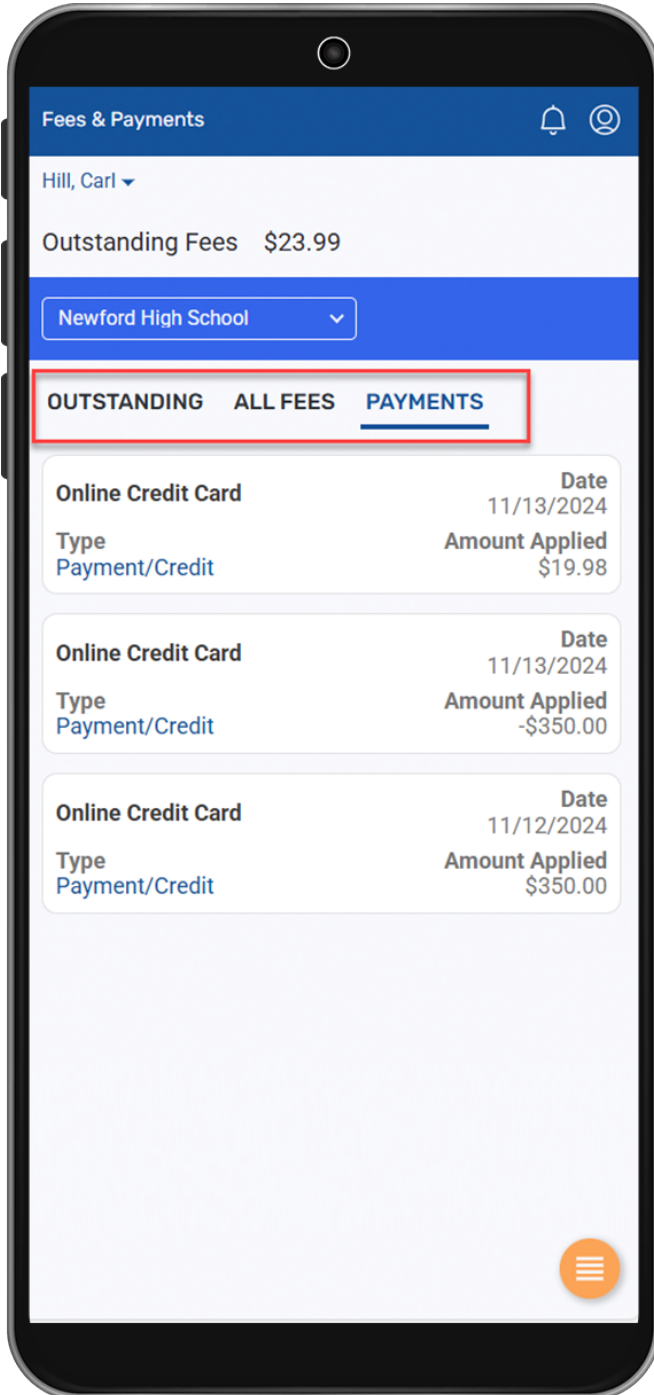 Fees & Payments
Hill, Carl
Outstanding Fees $23.99
Newford High School
OUTSTANDING ALL FEES PAYMENTS
Online Credit Card
Date
11/13/2024
Type
Payment/Credit
Amount Applied
$19.98
Online Credit Card
Date
11/13/2024
Type
Payment/Credit
Amount Applied
-$350.00
Online Credit Card
Date
11/12/2024
Type
Payment/Credit
Amount Applied
$350.00